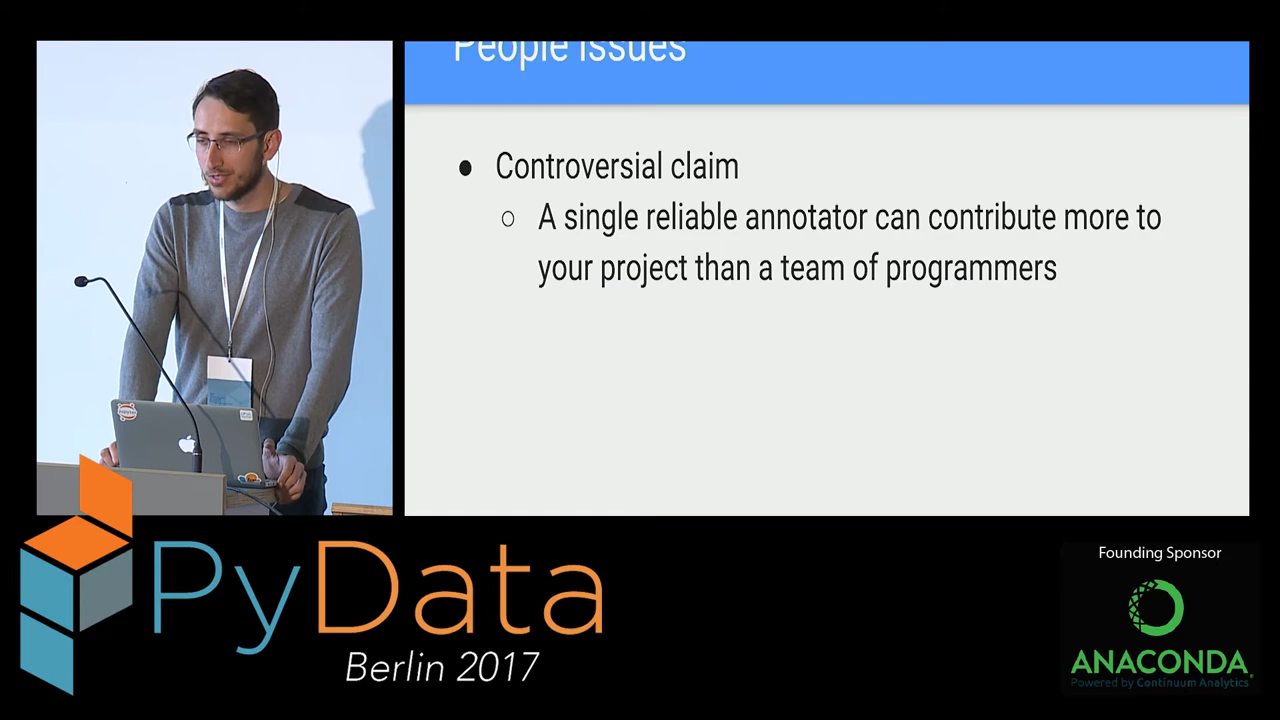 People issues
● Controversial claim
○ A single reliable annotator can contribute more to
your project than a team of programmers
PyData
Berlin 2017
Founding Sponsor
ANACONDA
Powered by Continuum Analytics